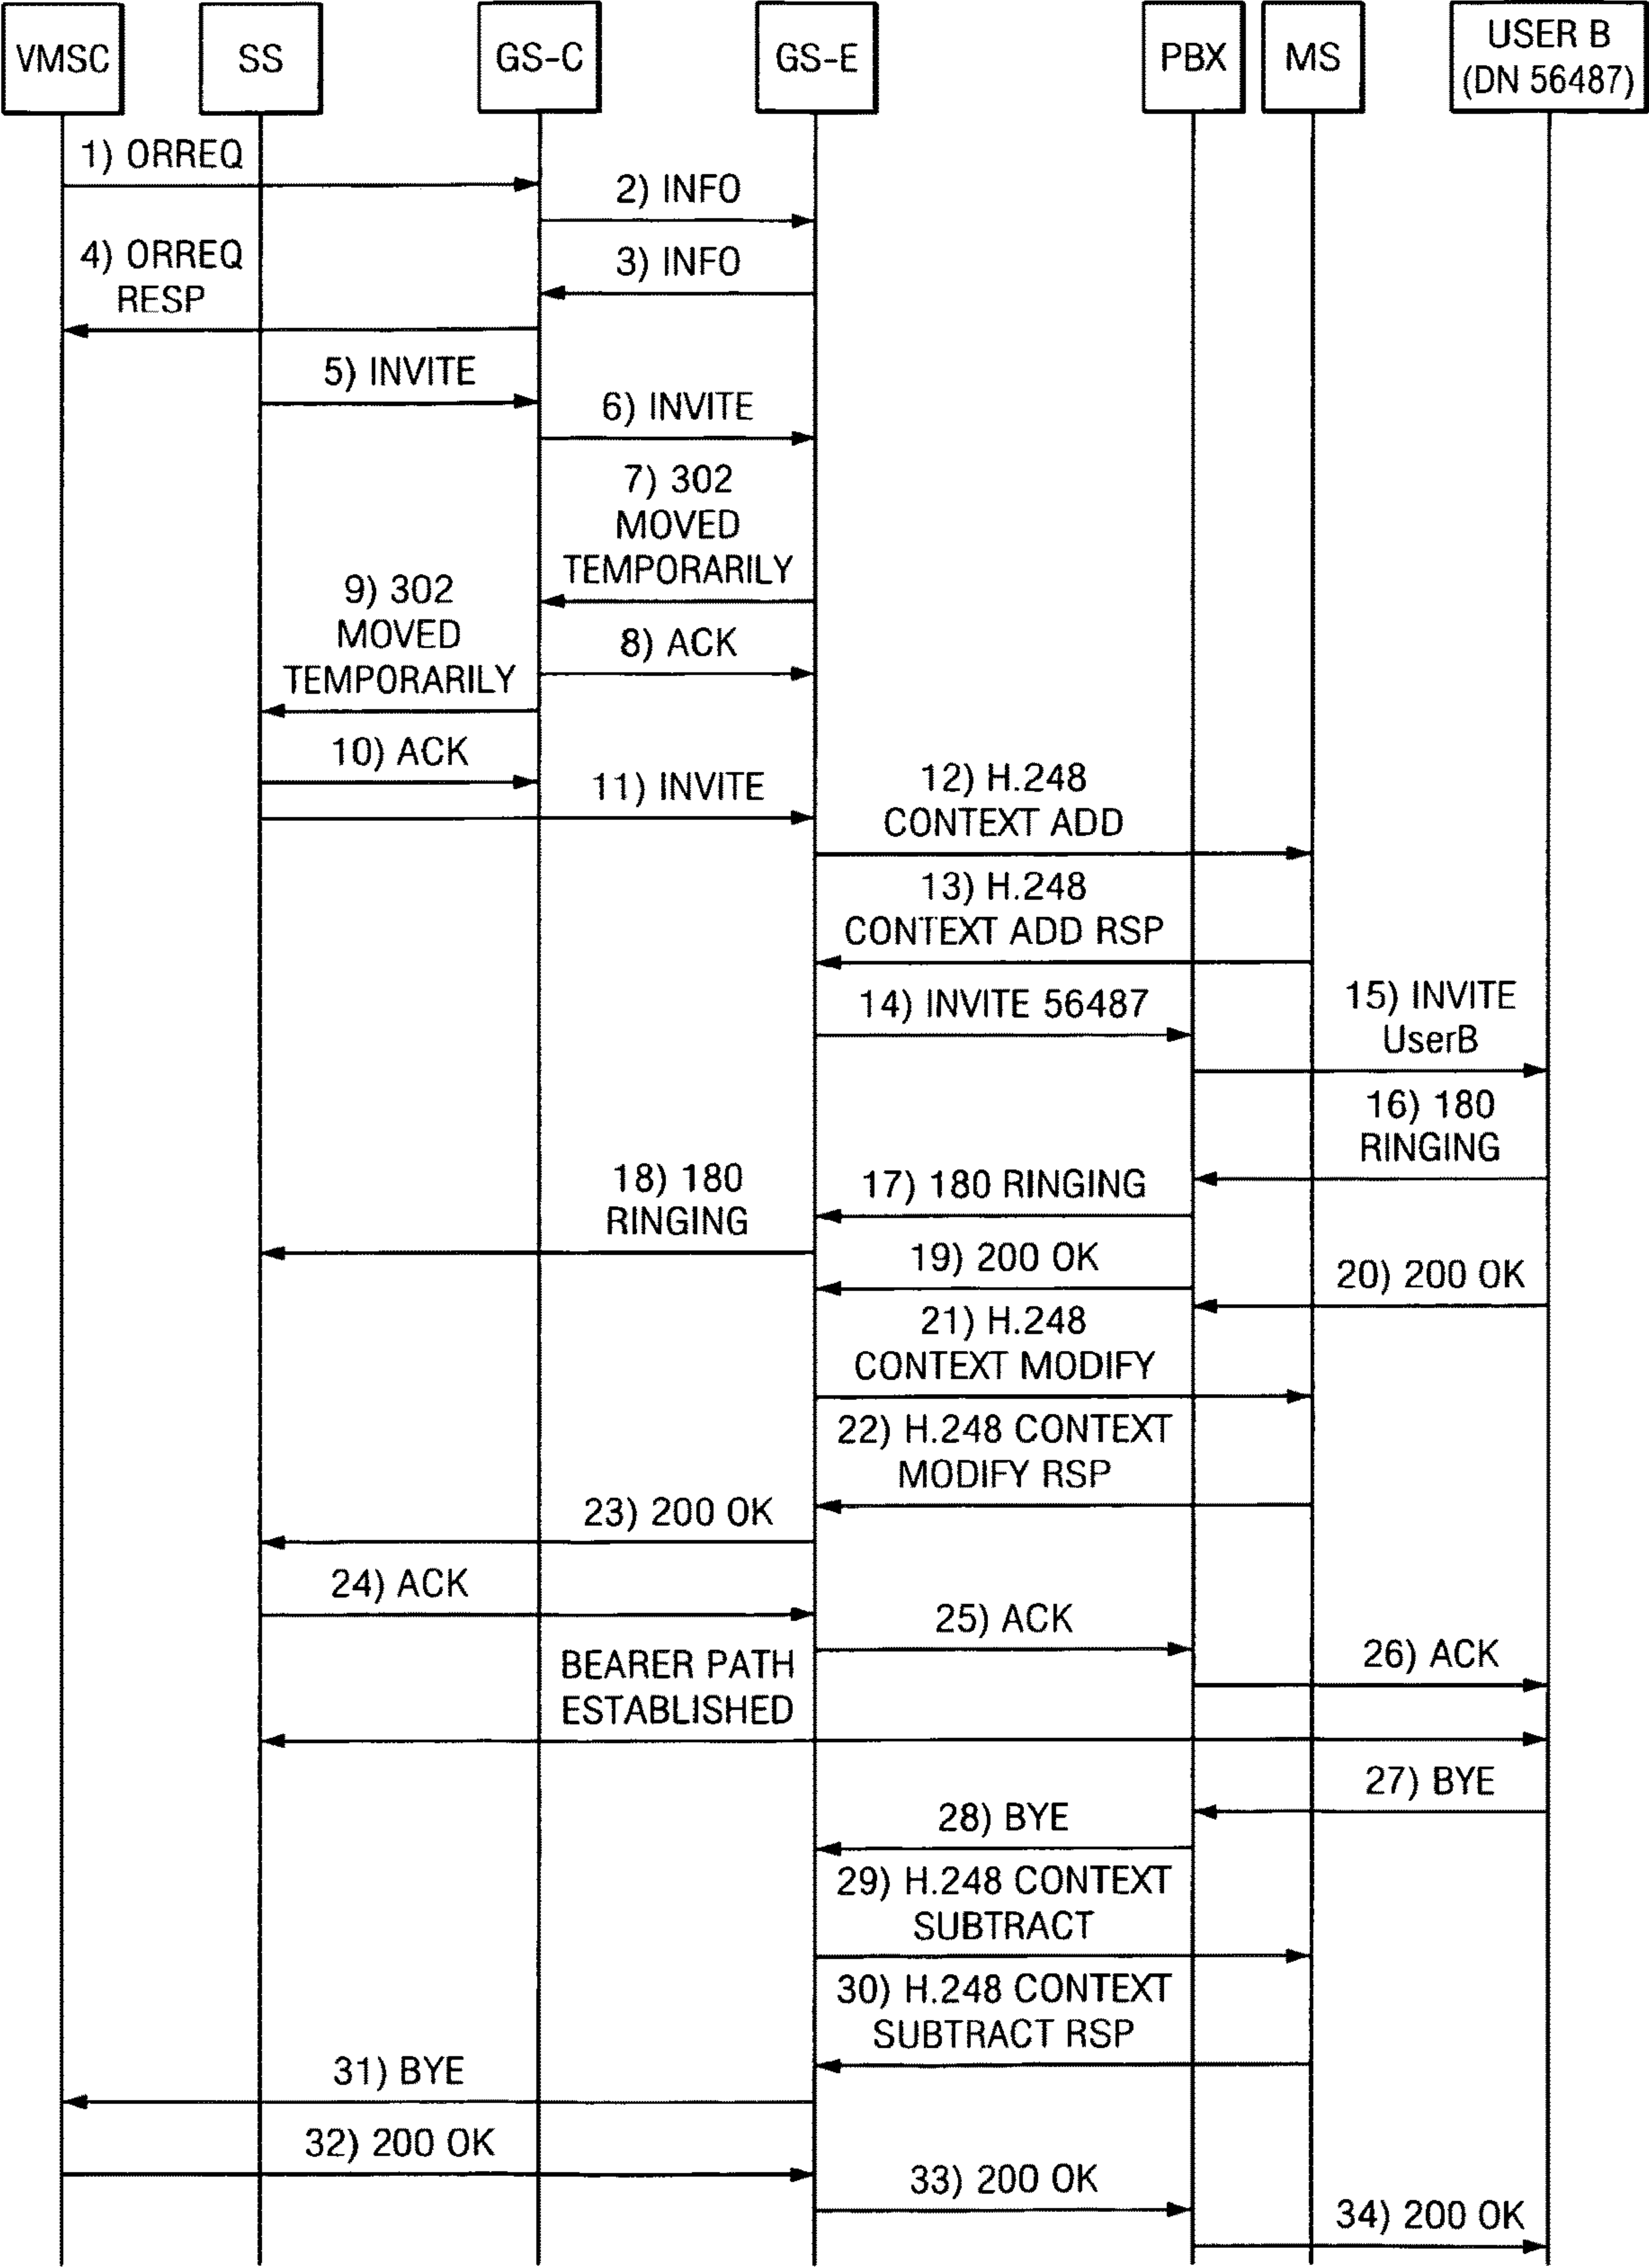 VMSC
SS
GS-C
GS-E
PBX
MS
USER B
(DN 56487)
1) ORREQ
2) INFO
3) INFO
4) ORREQ
RESP
5) INVITE
6) INVITE
7) 302
MOVED
TEMPORARILY
8) ACK
9) 302
MOVED
TEMPORARILY
10) ACK
11) INVITE
12) H.248
CONTEXT ADD
13) H.248
CONTEXT ADD RSP
14) INVITE 56487
15) INVITE
UserB
16) 180
RINGING
17) 180 RINGING
18) 180
RINGING
19) 200 OK
20) 200 OK
21) H.248
CONTEXT MODIFY
22) H.248 CONTEXT
MODIFY RSP
23) 200 OK
24) ACK
25) ACK
26) ACK
BEARER PATH
ESTABLISHED
27) BYE
28) BYE
29) H.248 CONTEXT
SUBTRACT
30) H.248 CONTEXT
SUBTRACT RSP
31) BYE
32) 200 OK
33) 200 OK
34) 200 OK